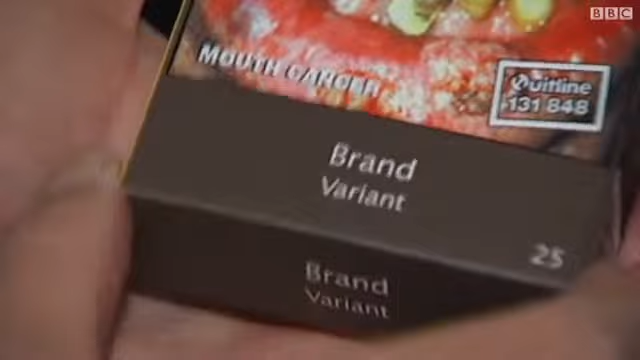 BBC
MOUTH CANCER
Quitline
131 848
Brand
Variant
25
Brand
Variant